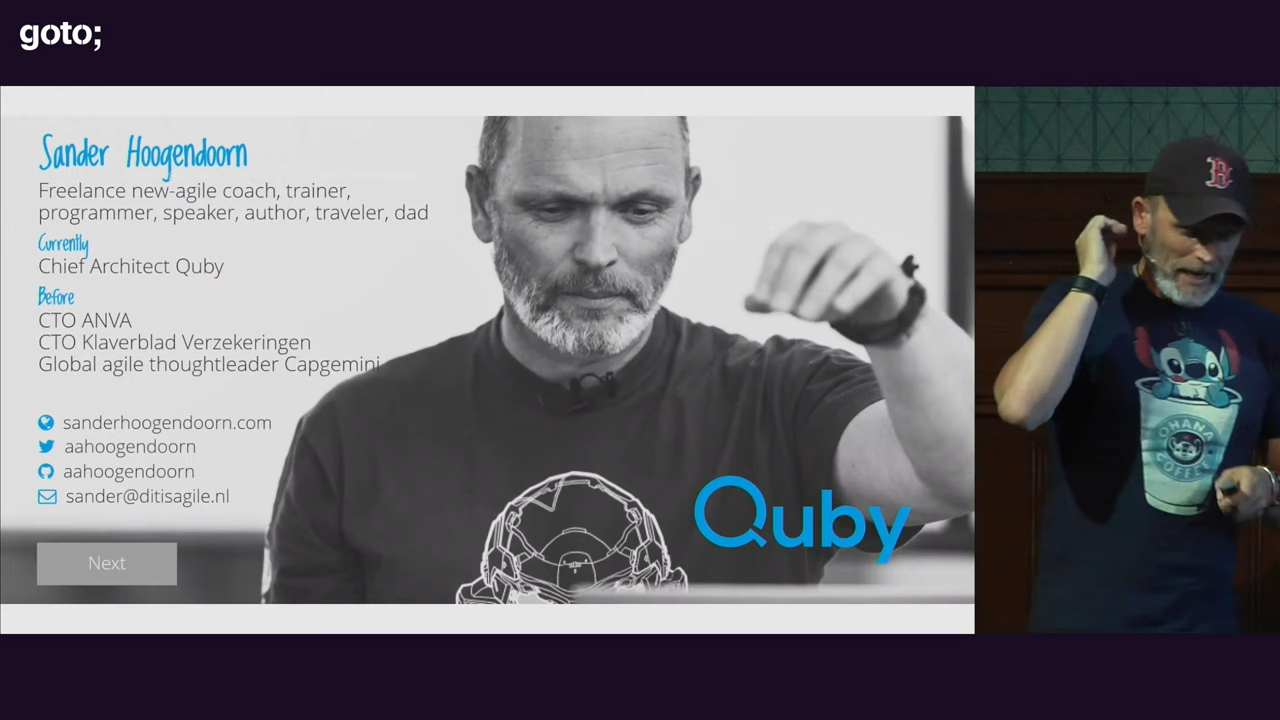 goto;
Sander Hoogendoorn
Freelance new-agile coach, trainer,
programmer, speaker, author, traveler, dad
Currently
Chief Architect Quby
Before
CTO ANVA
CTO Klaverblad Verzekeringen
Global agile thoughtleader Capgemini
sanderhoogendoorn.com
aahoogendoorn
aahoogendoorn
sander@ditisagile.nl
Next
Quby
B
OHANA
COFFEE